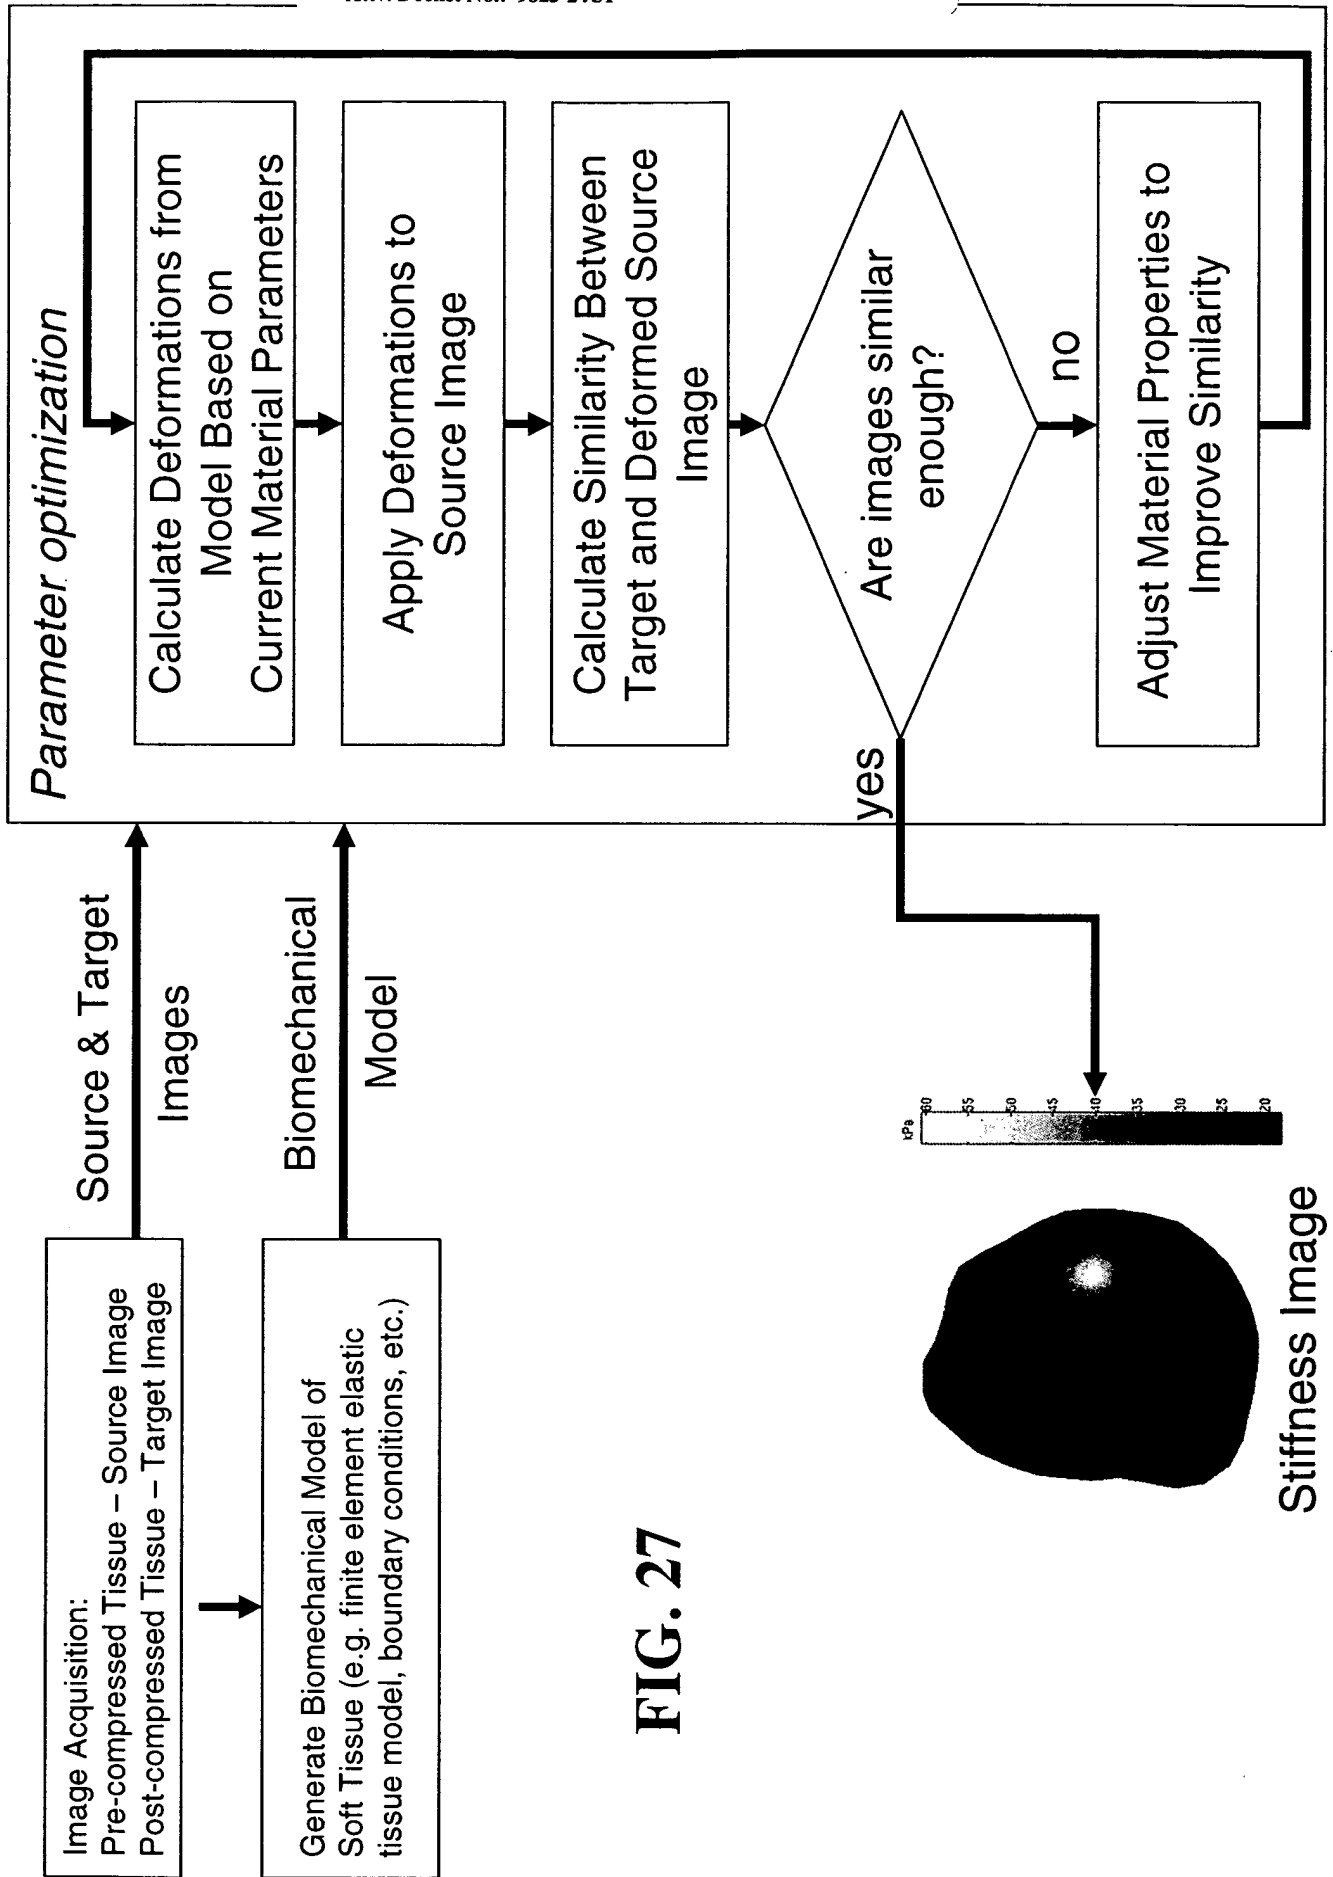 Image Acquisition:
Pre-compressed Tissue – Source Image
Post-compressed Tissue – Target Image
Generate Biomechanical Model of
Soft Tissue (e.g. finite element elastic
tissue model, boundary conditions, etc.)
Source & Target
Images
Biomechanical
Model
Parameter optimization
Calculate Deformations from
Model Based on
Current Material Parameters
Apply Deformations to
Source Image
Calculate Similarity Between
Target and Deformed Source
Image
Are images similar
enough?
yes
no
Adjust Material Properties to
Improve Similarity
kPa
60
55
50
45
40
35
30
25
20
Stiffness Image
FIG. 27